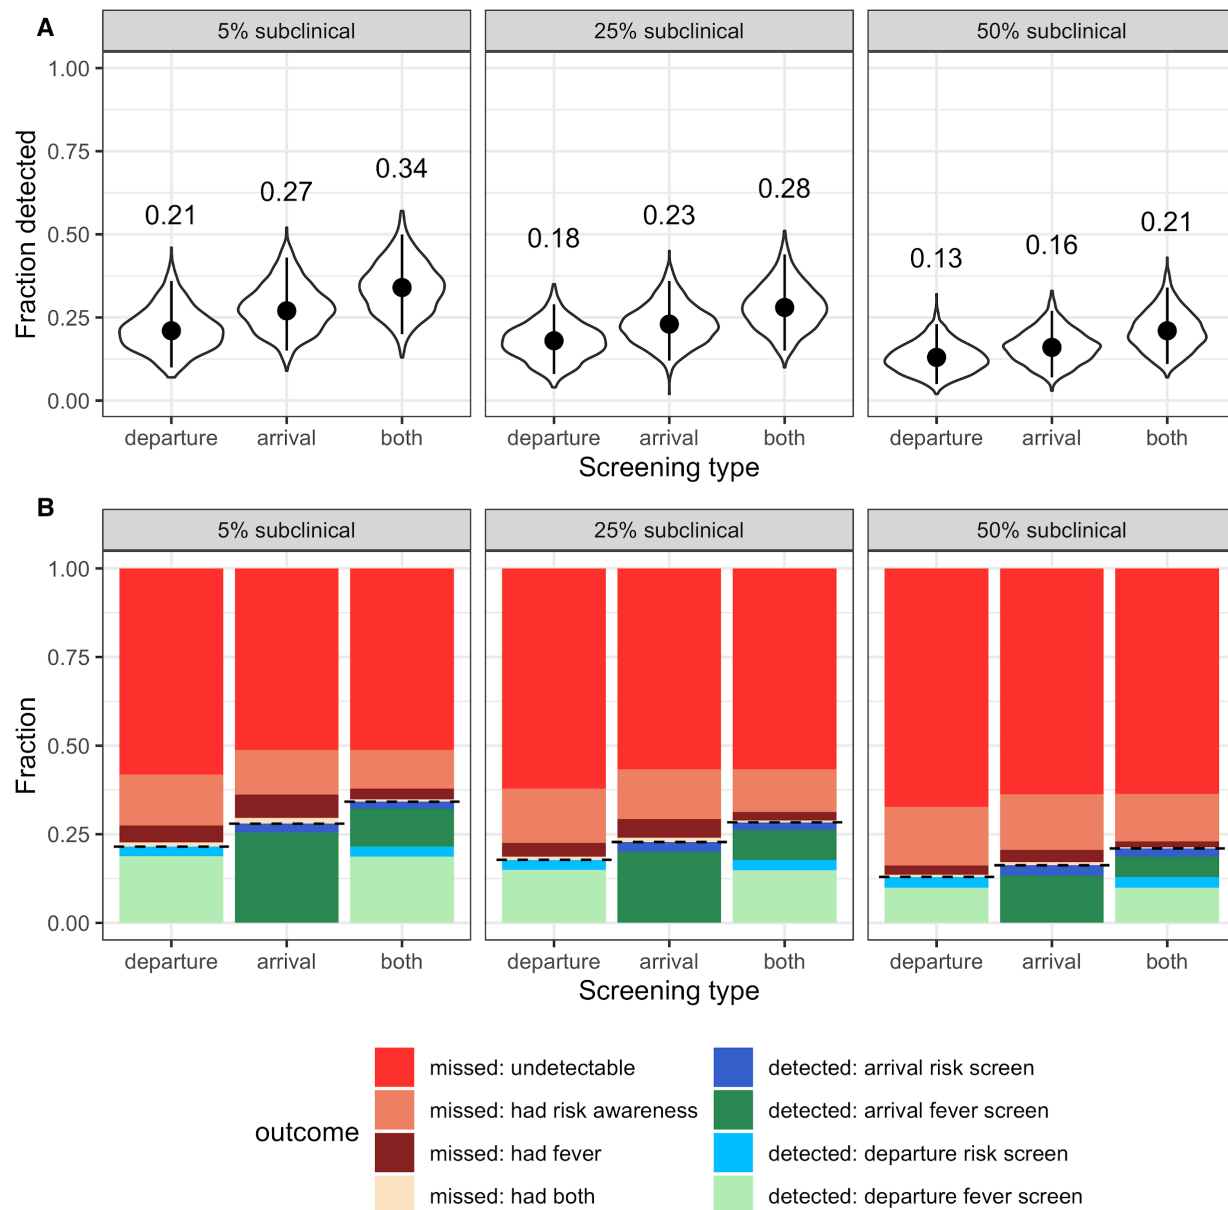 A
5% subclinical 25% subclinical 50% subclinical
Fraction detected
1.00
0.75
0.50
0.25
0.00
0.21 0.27 0.34
0.18 0.23 0.28
0.13 0.16 0.21
departure arrival both departure arrival both departure arrival both
Screening type
B
5% subclinical 25% subclinical 50% subclinical
Fraction
1.00
0.75
0.50
0.25
0.00
departure arrival both departure arrival both departure arrival both
Screening type
outcome
missed: undetectable
missed: had risk awareness
missed: had fever
missed: had both
detected: arrival risk screen
detected: arrival fever screen
detected: departure risk screen
detected: departure fever screen